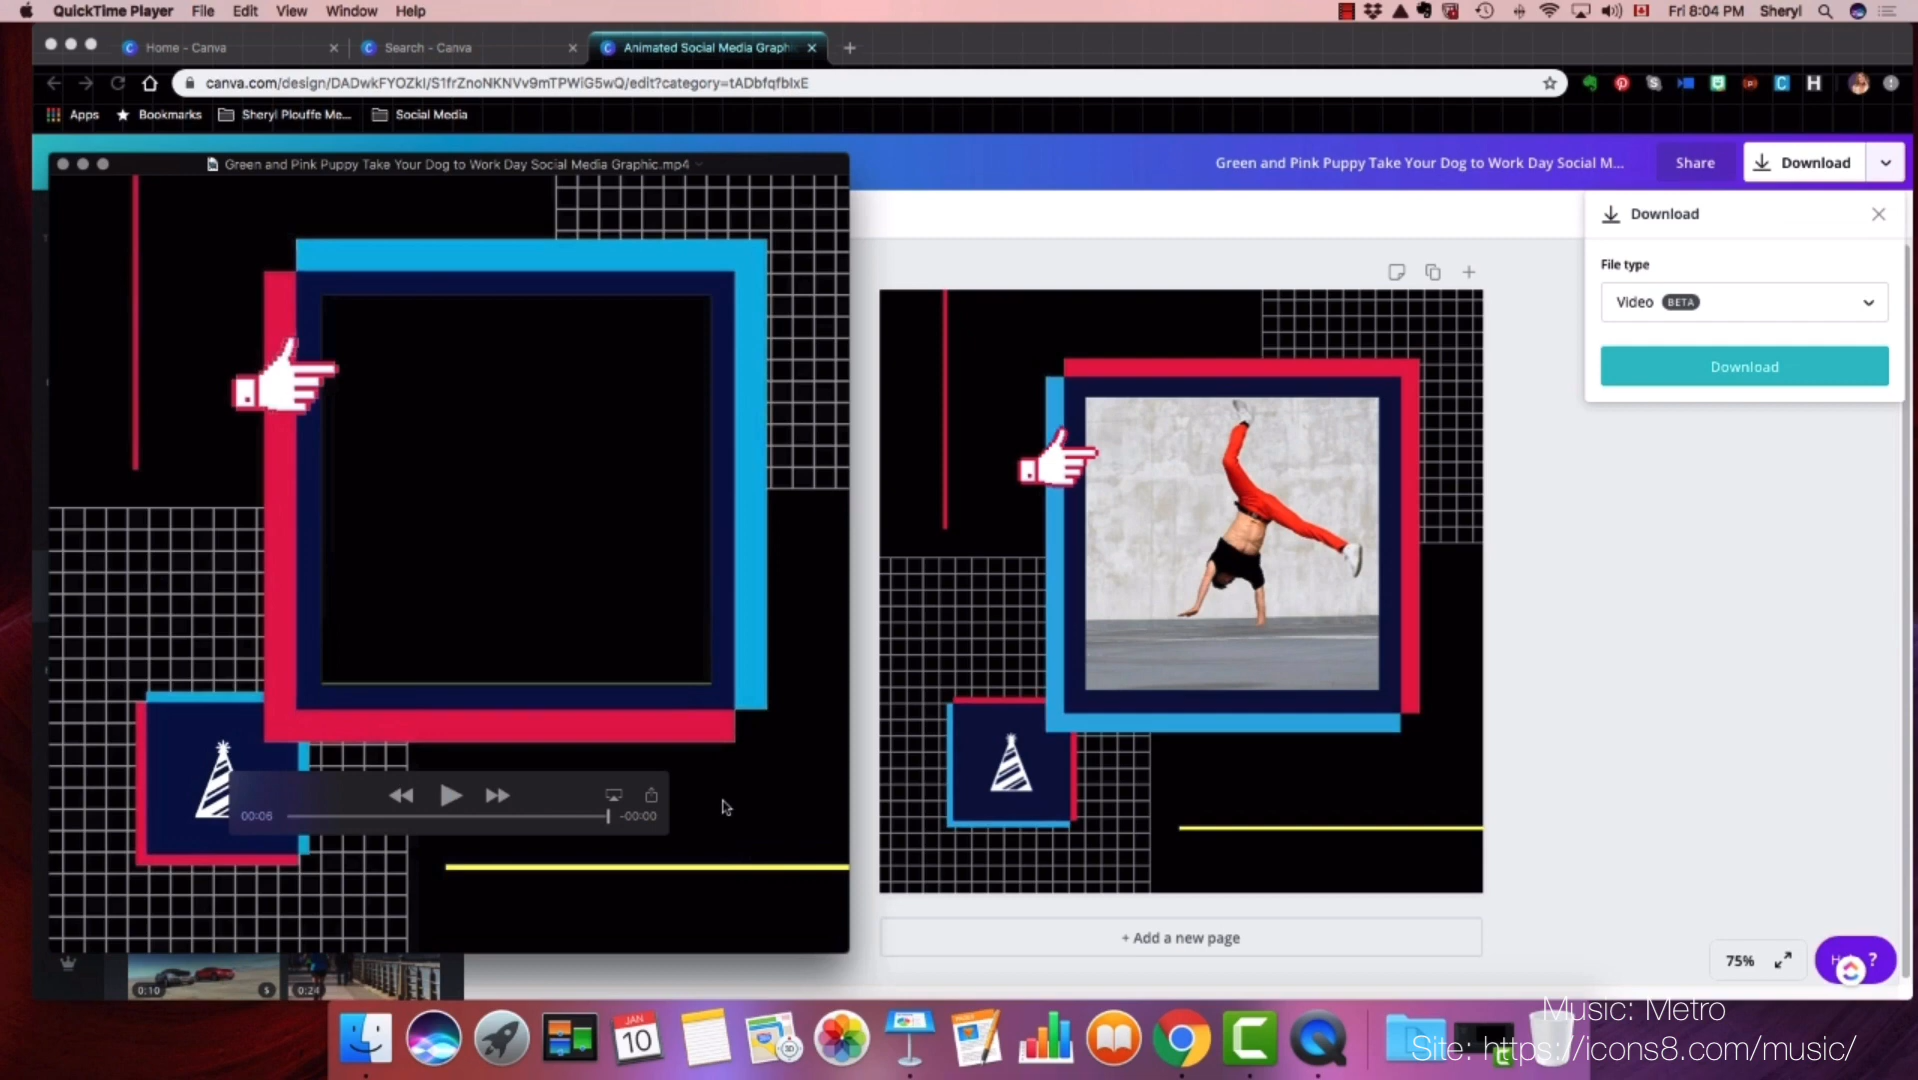 QuickTime Player File Edit View Window Help Fri 8:04 PM Sheryl
Home - Canva Search - Canva Animated Social Media Graphi
canva.com/design/DADwkFYOZkI/S1frZnoNKNVv9mTPWiG5wQ/edit?category=tADbfqfbIxE
Apps Bookmarks Sheryl Plouffe Me... Social Media
Green and Pink Puppy Take Your Dog to Work Day Social Media Graphic.mp4
Green and Pink Puppy Take Your Dog to Work Day Social M... Share Download
Download
File type
Video BETA
Download
00:06 -00:00
+ Add a new page
75% ?
0:10 $ 0:24
JAN
10
Music: Metro
Site: https://icons8.com/music/